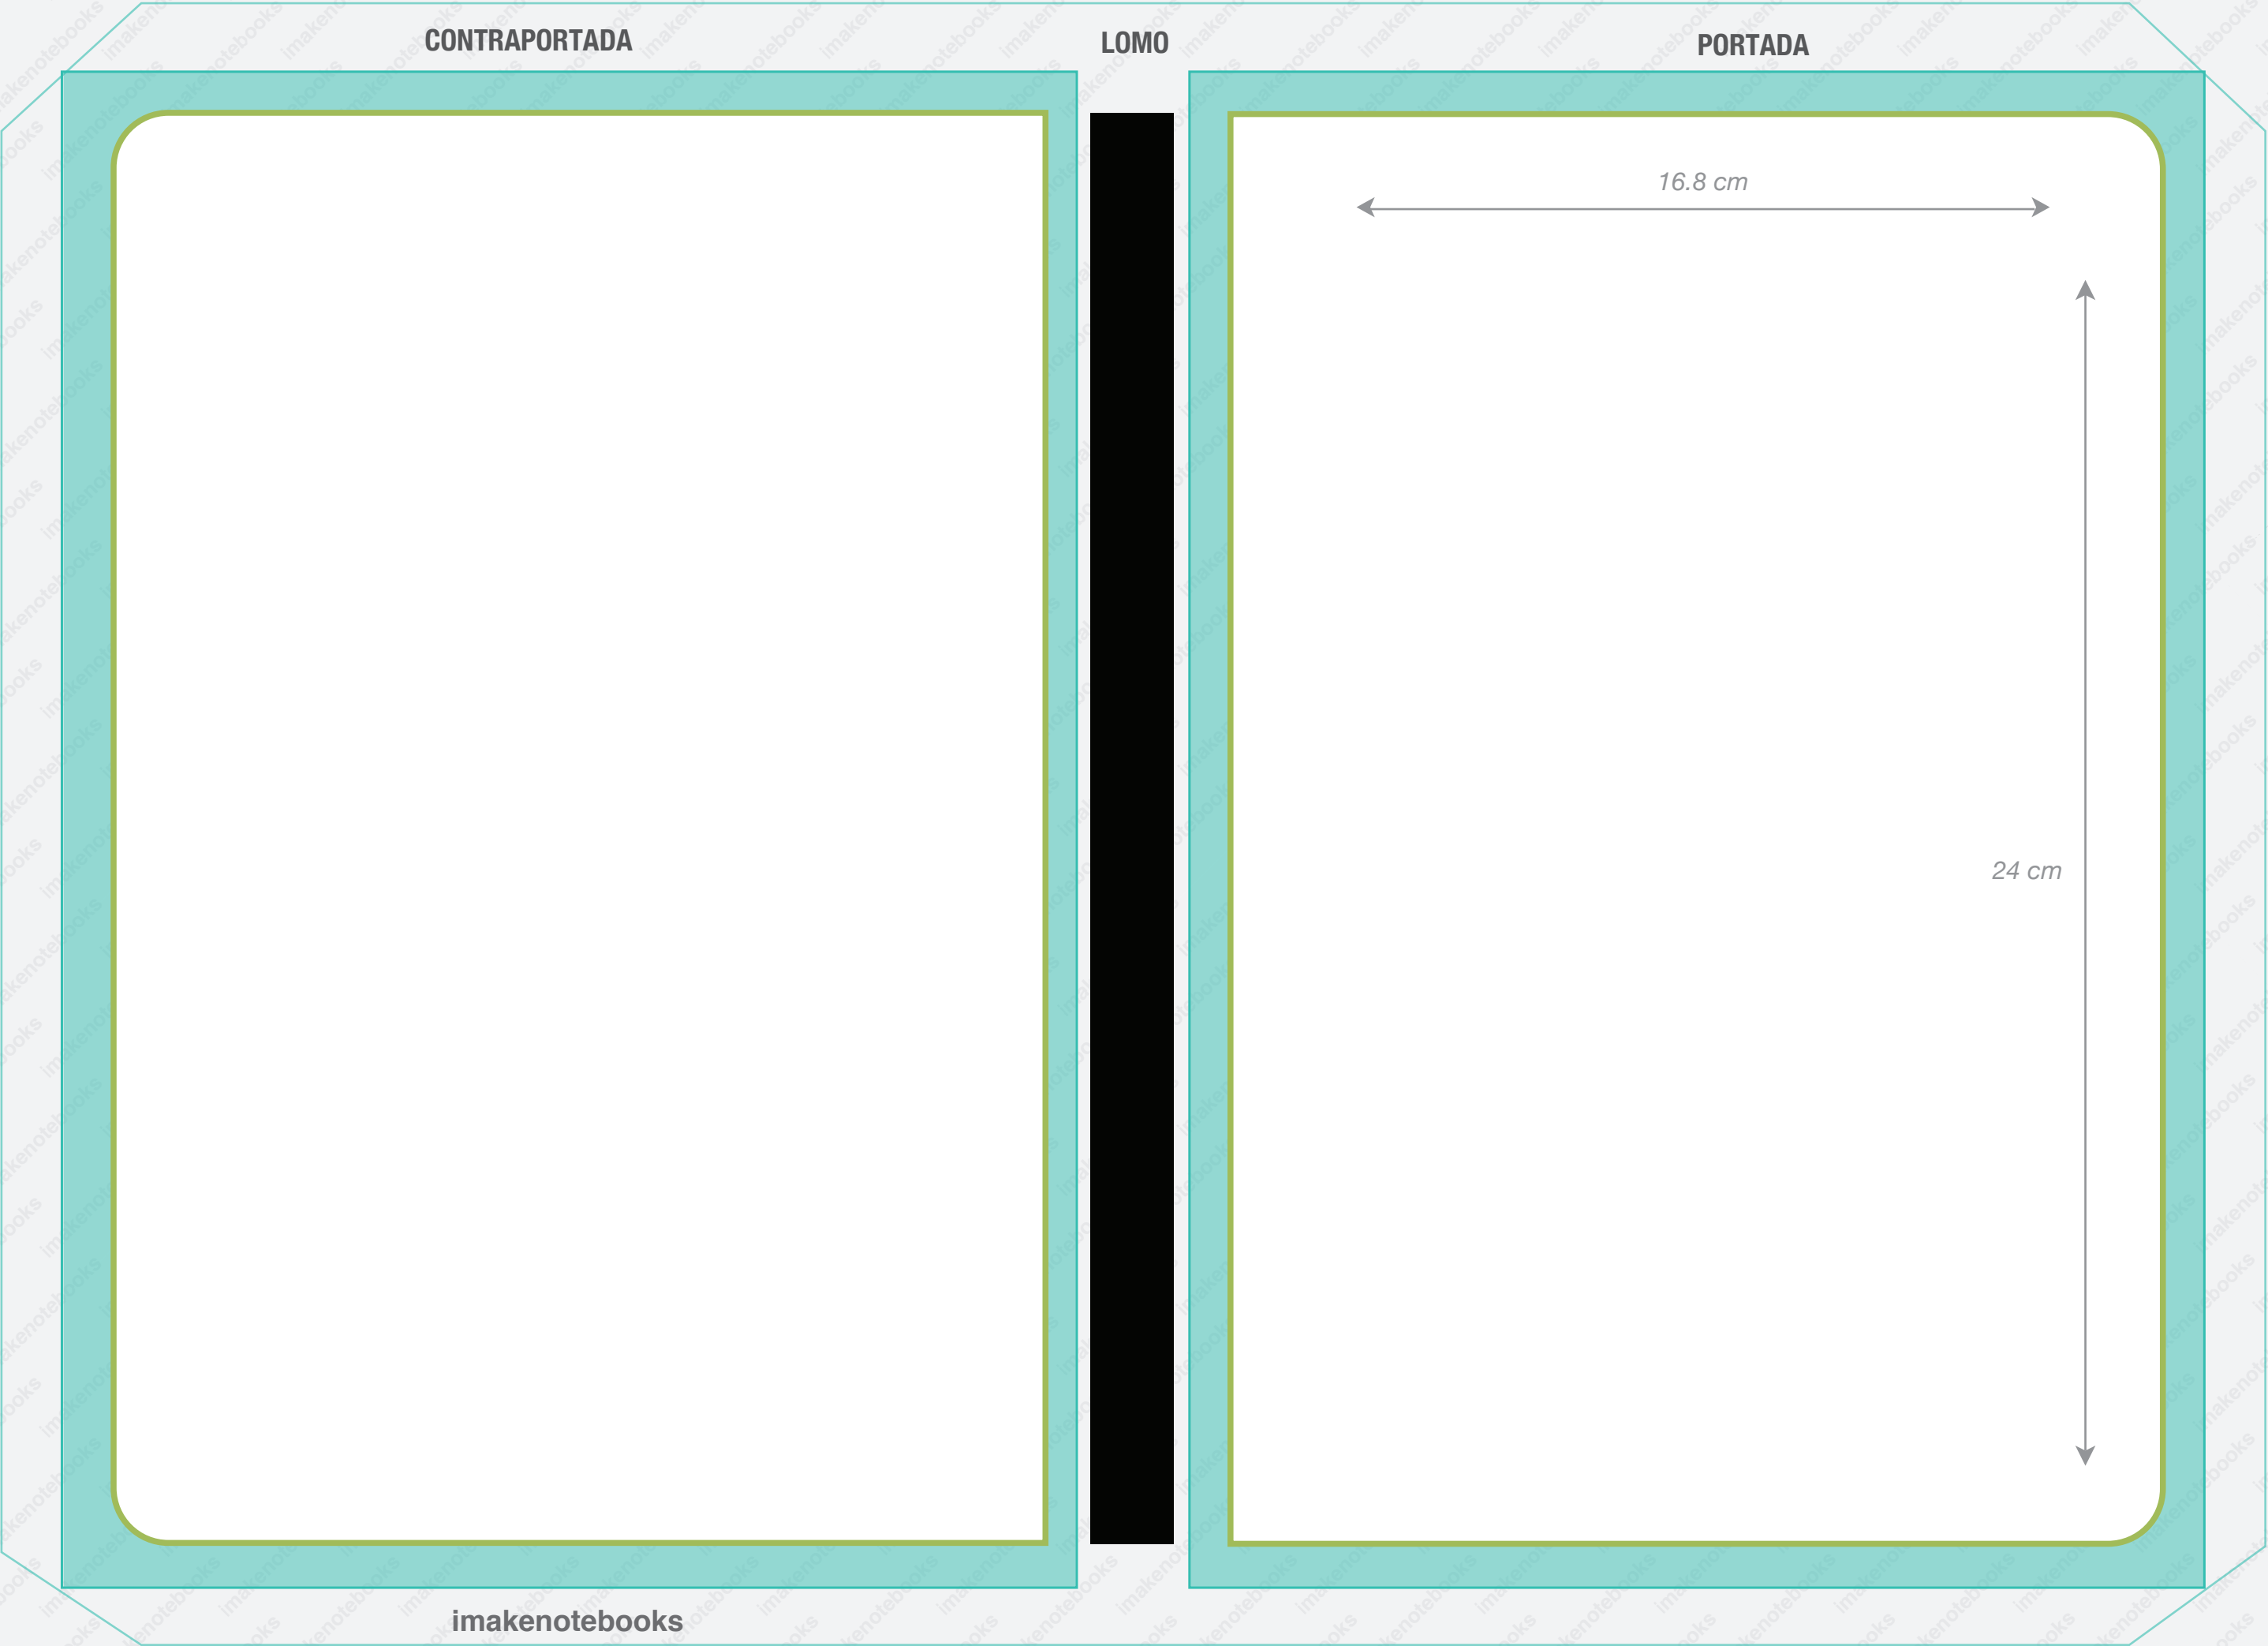 CONTRAPORTADA
LOMO
PORTADA
16.8 cm
24 cm
imakenotebooks